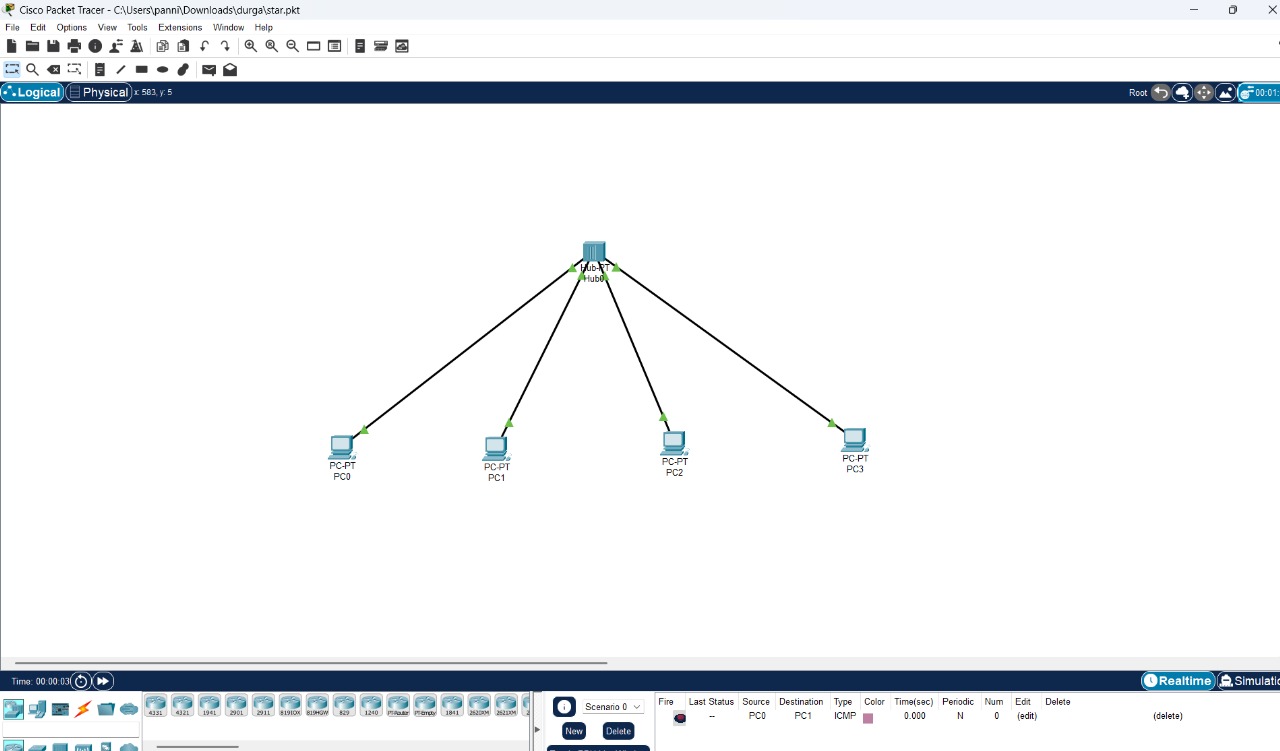 Cisco Packet Tracer - C:\Users\panni\Downloads\durga\star.pkt
File Edit Options View Tools Extensions Window Help
Logical Physical x: 583, y: 5 Root 00:01:
Hub-PT
Hub0
PC-PT
PC0
PC-PT
PC1
PC-PT
PC2
PC-PT
PC3
Time: 00:00:03 Realtime Simulatio
4331 4321 1941 2901 2911 819IOX 819HGW 829 1240 PT-Router PT-Empty 1841 2620XM 2621XM
Scenario 0
New Delete
Fire Last Status Source Destination Type Color Time(sec) Periodic Num Edit Delete
-- PC0 PC1 ICMP 0.000 N 0 (edit) (delete)